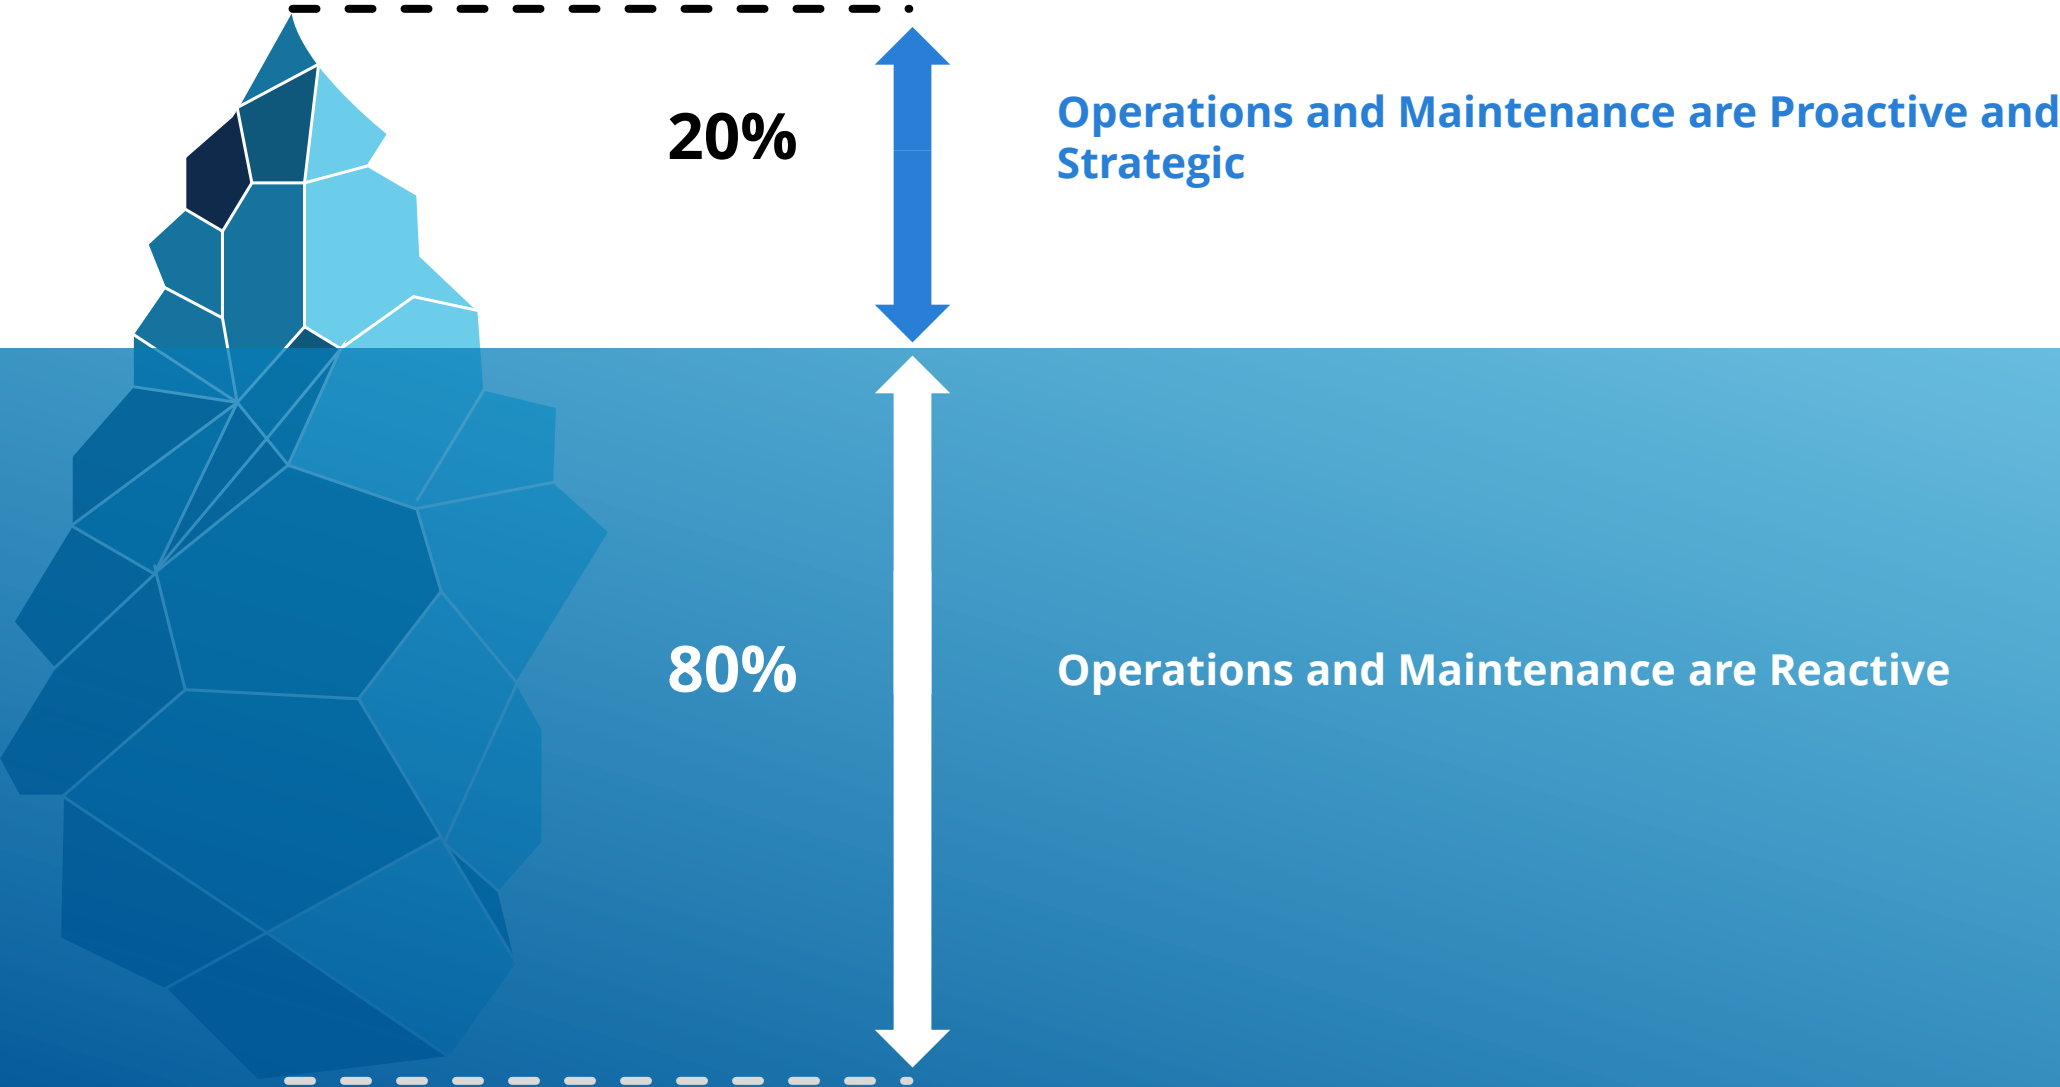 20%
Operations and Maintenance are Proactive and
Strategic
80%
Operations and Maintenance are Reactive